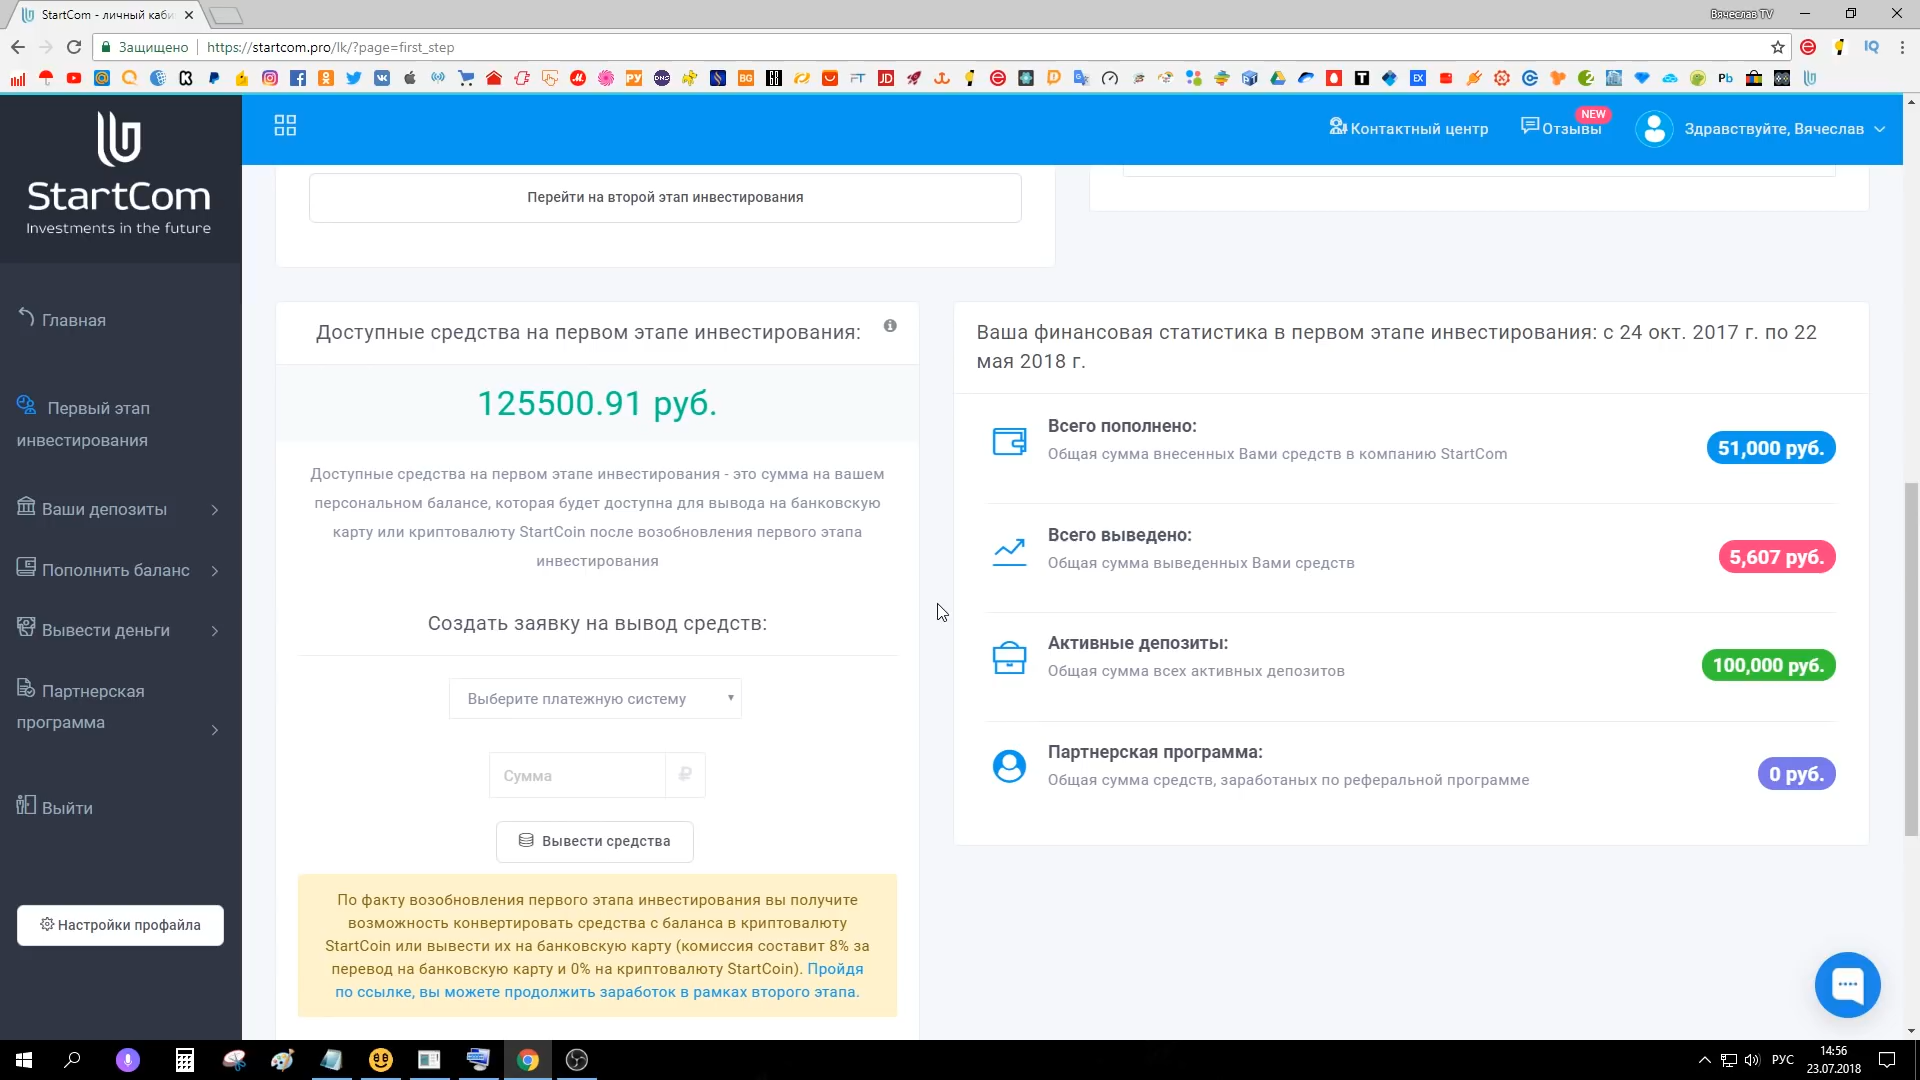 StartCom - личный каби
Вячеслав TV
Защищено
https://startcom.pro/lk/?page=first_step
StartCom
Investments in the future
Контактный центр
Отзывы
NEW
Здравствуйте, Вячеслав
Главная
Первый этап
инвестирования
Ваши депозиты
Пополнить баланс
Вывести деньги
Партнерская
программа
Выйти
Настройки профайла
Перейти на второй этап инвестирования
Доступные средства на первом этапе инвестирования:
125500.91 руб.
Доступные средства на первом этапе инвестирования - это сумма на вашем
персональном балансе, которая будет доступна для вывода на банковскую
карту или криптовалюту StartCoin после возобновления первого этапа
инвестирования
Создать заявку на вывод средств:
Выберите платежную систему
Сумма
₽
Вывести средства
По факту возобновления первого этапа инвестирования вы получите
возможность конвертировать средства с баланса в криптовалюту
StartCoin или вывести их на банковскую карту (комиссия составит 8% за
перевод на банковскую карту и 0% на криптовалюту StartCoin). Пройдя
по ссылке, вы можете продолжить заработок в рамках второго этапа.
Ваша финансовая статистика в первом этапе инвестирования: с 24 окт. 2017 г. по 22
мая 2018 г.
Всего пополнено:
Общая сумма внесенных Вами средств в компанию StartCom
51,000 руб.
Всего выведено:
Общая сумма выведенных Вами средств
5,607 руб.
Активные депозиты:
Общая сумма всех активных депозитов
100,000 руб.
Партнерская программа:
Общая сумма средств, заработаных по реферальной программе
0 руб.
РУС
14:56
23.07.2018